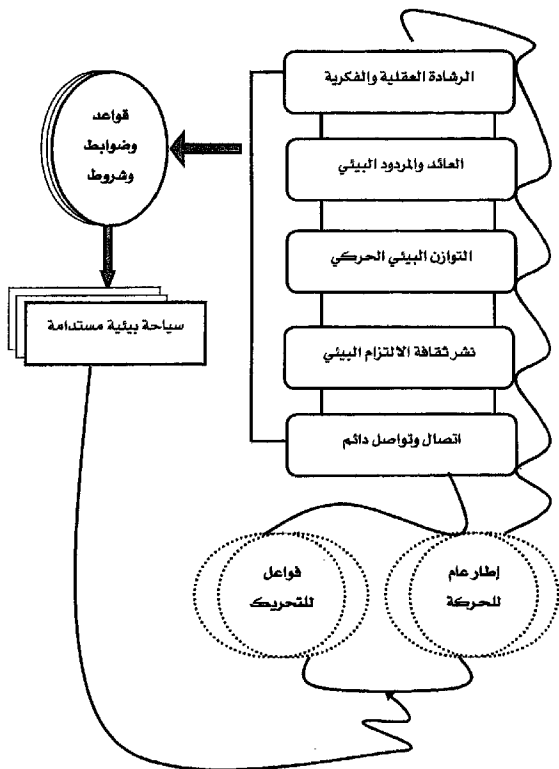 الرشادة العقلية والفكرية
العائد والمردود البيئي
التوازن البيئي الحركي
نشر ثقافة الالتزام البيئي
اتصال وتواصل دائم
قواعد
وضوابط
وشروط
سياحة بيئية مستدامة
إطار عام
للحركة
فواعل
للتحريك